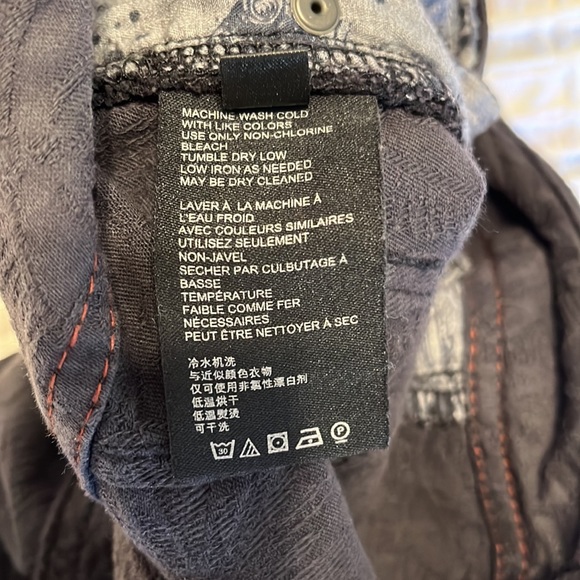 MACHINE WASH COLD
WITH LIKE COLORS
USE ONLY NON-CHLORINE
BLEACH
TUMBLE DRY LOW
LOW IRON AS NEEDED
MAY BE DRY CLEANED
LAVER À LA MACHINE À
L'EAU FROID
AVEC COULEURS SIMILAIRES
UTILISEZ SEULEMENT
NON-JAVEL
SECHER PAR CULBUTAGE À
BASSE
TEMPÉRATURE
FAIBLE COMME FER
NÉCESSAIRES
PEUT ÊTRE NETTOYER À SEC
冷水机洗
与近似颜色衣物
仅可使用非氯性漂白剂
低温烘干
低温熨烫
可干洗
30 P